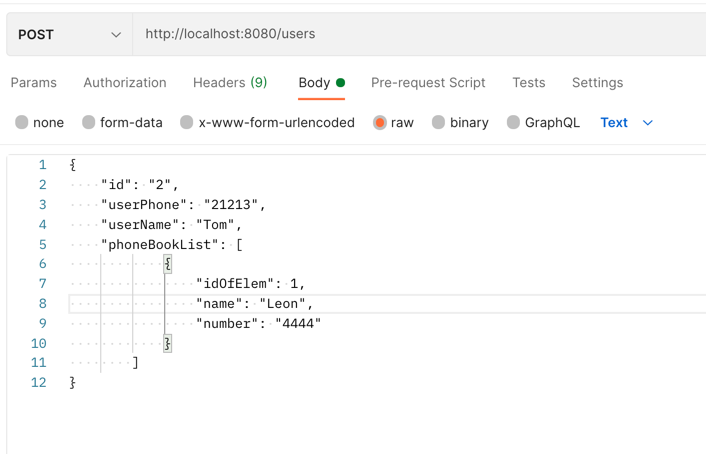 POST http://localhost:8080/users
Params Authorization Headers (9) Body Pre-request Script Tests Settings
none form-data x-www-form-urlencoded raw binary GraphQL Text
1 {
2 "id": "2",
3 "userPhone": "21213",
4 "userName": "Tom",
5 "phoneBookList": [
6 {
7 "idOfElem": 1,
8 "name": "Leon",
9 "number": "4444"
10 }
11 ]
12 }